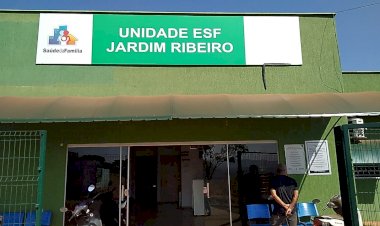 UNIDADE ESF
JARDIM RIBEIRO
Saúde da Família